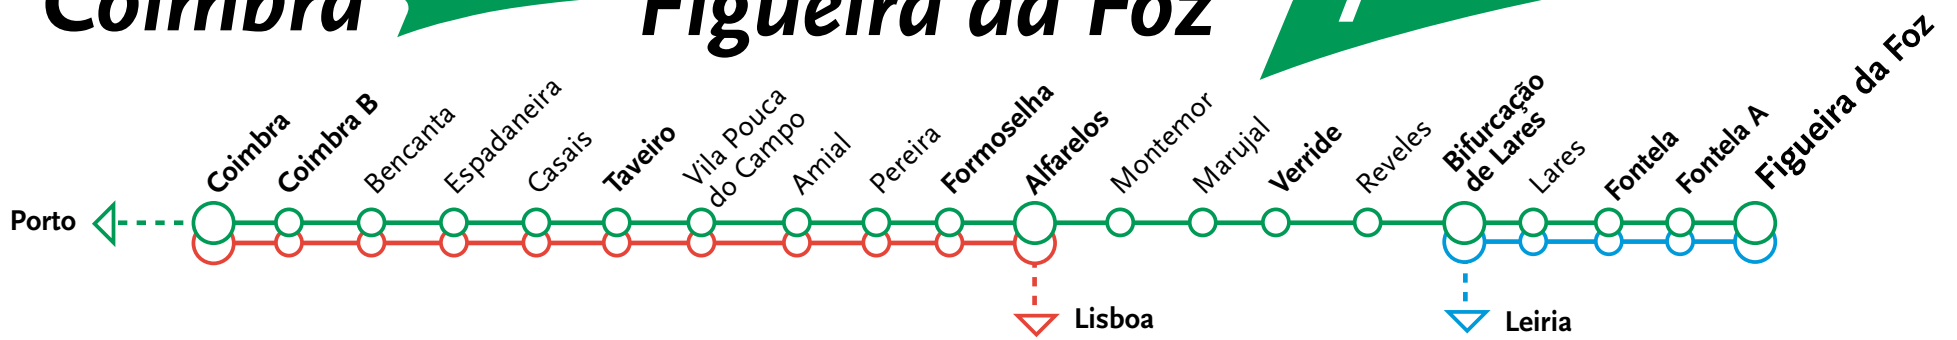 Coimbra
Figueira da Foz
Coimbra
Coimbra B
Bencanta
Espadaneira
Casais
Taveiro
Vila Pouca
do Campo
Amial
Pereira
Formoselha
Alfarelos
Montemor
Marujal
Verride
Reveles
Bifurcação
de Lares
Lares
Fontela
Fontela A
Figueira da Foz
Porto
Lisboa
Leiria